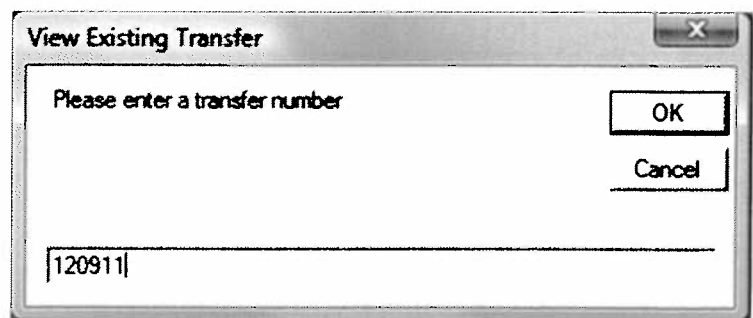 View Existing Transfer
Please enter a transfer number
OK
Cancel
120911